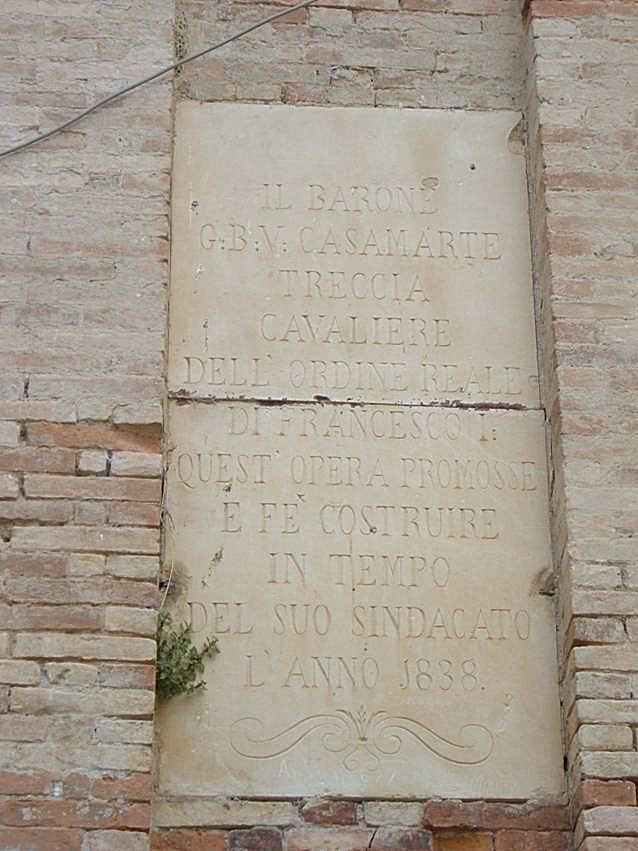 IL BARONE
G:B:V: CASAMARTE
TRECCIA
CAVALIERE
DELL' ORDINE REALE
DI FRANCESCO I:
QUEST' OPERA PROMOSSE
E FÈ COSTRUIRE
IN TEMPO
DEL SUO SINDACATO
L' ANNO 1838.